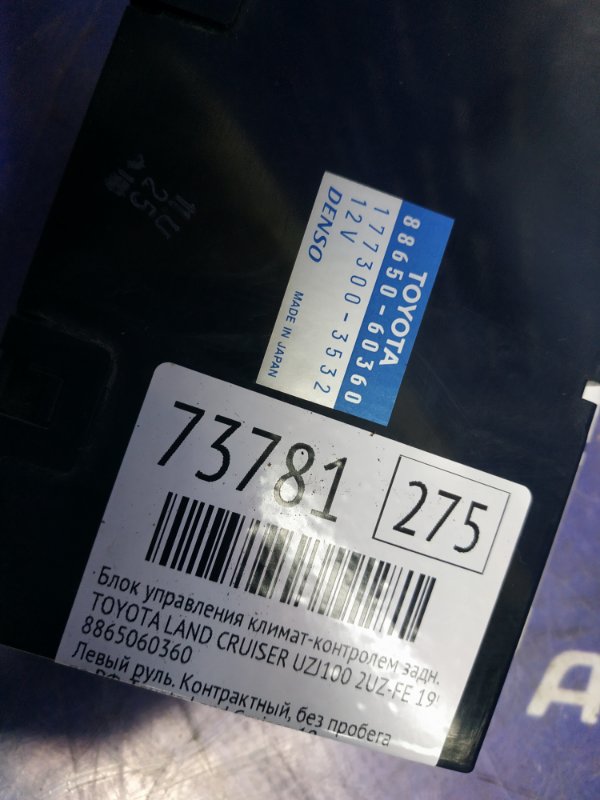 TOYOTA
88650-60360
177300-3532
12V
DENSO MADE IN JAPAN
73781
275
Блок управления климат-контролем задн.
TOYOTA LAND CRUISER UZJ100 2UZ-FE 19
8865060360
Левый руль. Контрактный, без пробега